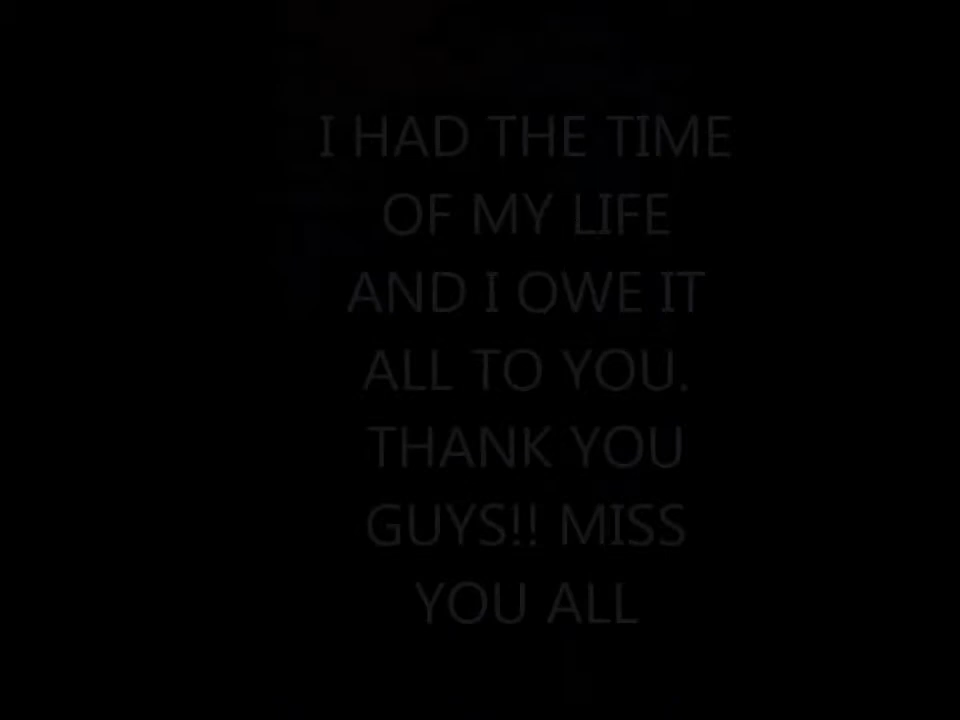 I HAD THE TIME
OF MY LIFE
AND I OWE IT
ALL TO YOU.
THANK YOU
GUYS!! MISS
YOU ALL